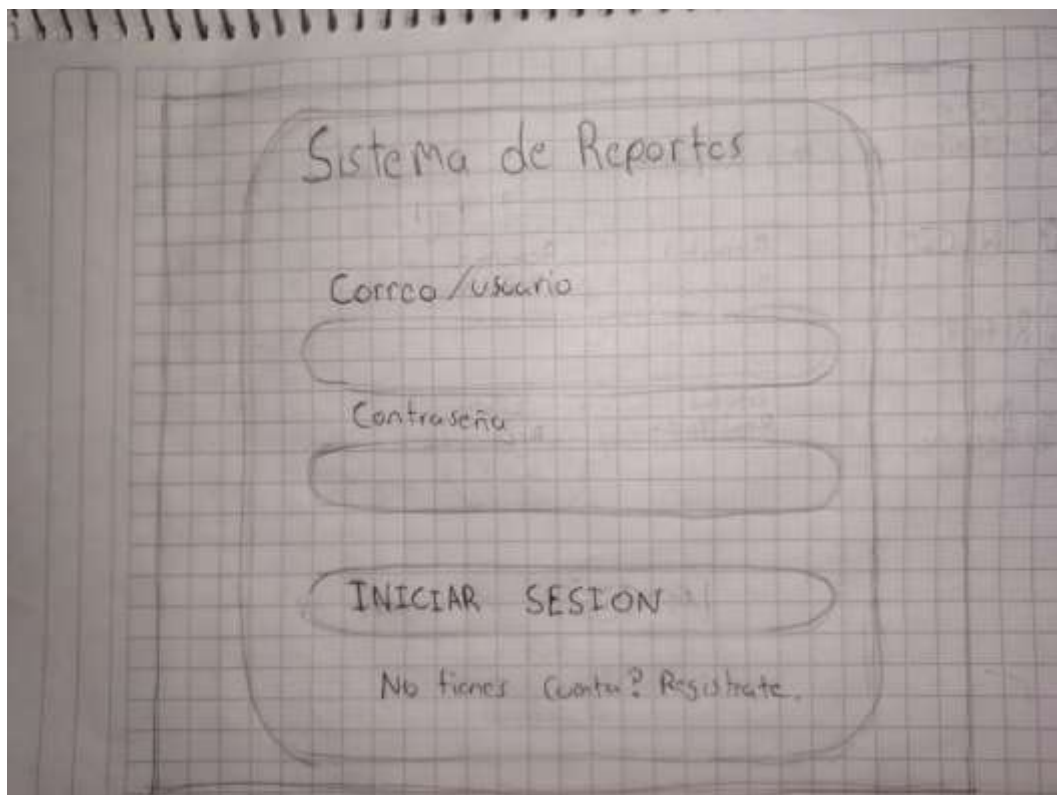 Sistema de Reportes
Correo/usuario
Contraseña
INICIAR SESION
No tienes cuenta? Registrate.